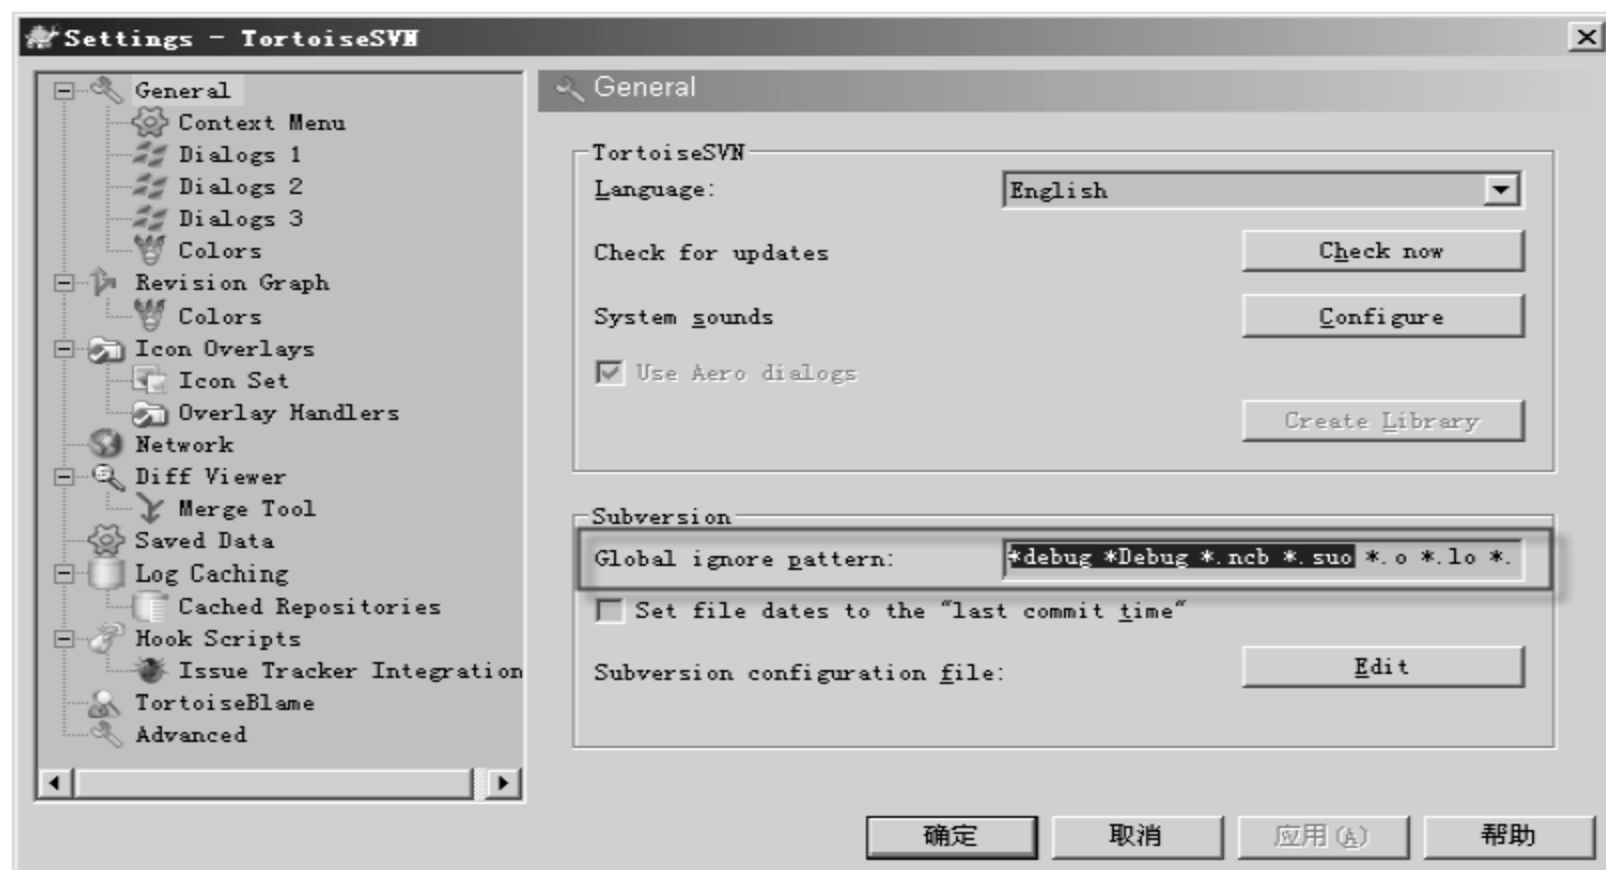 Settings - TortoiseSVN
General
Context Menu
Dialogs 1
Dialogs 2
Dialogs 3
Colors
Revision Graph
Colors
Icon Overlays
Icon Set
Overlay Handlers
Network
Diff Viewer
Merge Tool
Saved Data
Log Caching
Cached Repositories
Hook Scripts
Issue Tracker Integration
TortoiseBlame
Advanced
General
TortoiseSVN
Language: English
Check for updates Check now
System sounds Configure
Use Aero dialogs
Create Library
Subversion
Global ignore pattern: *debug *Debug *.ncb *.suo *.o *.lo *.
Set file dates to the "last commit time"
Subversion configuration file: Edit
确定 取消 应用(A) 帮助